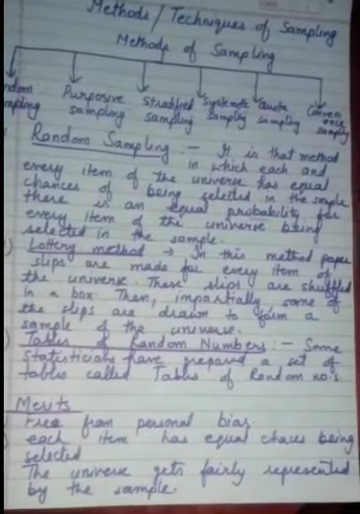 Methods/Techniques of Sampling
Methods of Sampling
Purposive Stratified Systematic Quota
sampling sampling sampling sampling sampling
Random Sampling :- It is that method
in which each and
every item of the universe has equal
chances of being selected in the sample
there is an equal probability for
every item of the universe being
selected in the sample.
Lottery method → In this method paper
slips are made for every item of
the universe. These slips are shuffled
in a box. Then, impartially, some of
the slips are drawn to form a
sample of the universe.
Tables of Random Numbers :- Some
Statisticians have prepared a set of
tables called Tables of Random no.s
Merits
Free from personal bias.
each item has equal chaces being
selected
The universe gets fairly represented
by the sample.